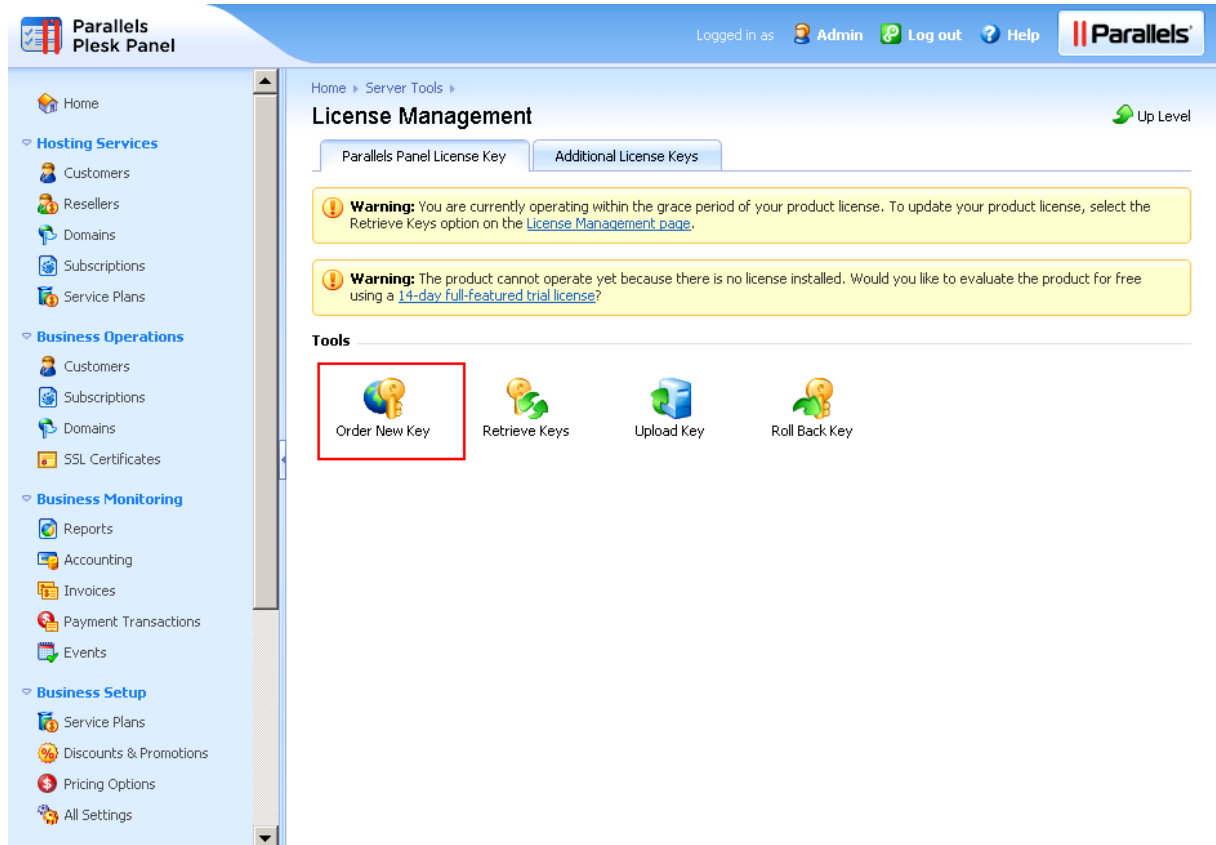 Parallels
Plesk Panel
Logged in as Admin Log out Help
Parallels
Home
Hosting Services
Customers
Resellers
Domains
Subscriptions
Service Plans
Business Operations
Customers
Subscriptions
Domains
SSL Certificates
Business Monitoring
Reports
Accounting
Invoices
Payment Transactions
Events
Business Setup
Service Plans
Discounts & Promotions
Pricing Options
All Settings
Home Server Tools
License Management
Up Level
Parallels Panel License Key Additional License Keys
Warning: You are currently operating within the grace period of your product license. To update your product license, select the
Retrieve Keys option on the License Management page.
Warning: The product cannot operate yet because there is no license installed. Would you like to evaluate the product for free
using a 14-day full-featured trial license?
Tools
Order New Key Retrieve Keys Upload Key Roll Back Key